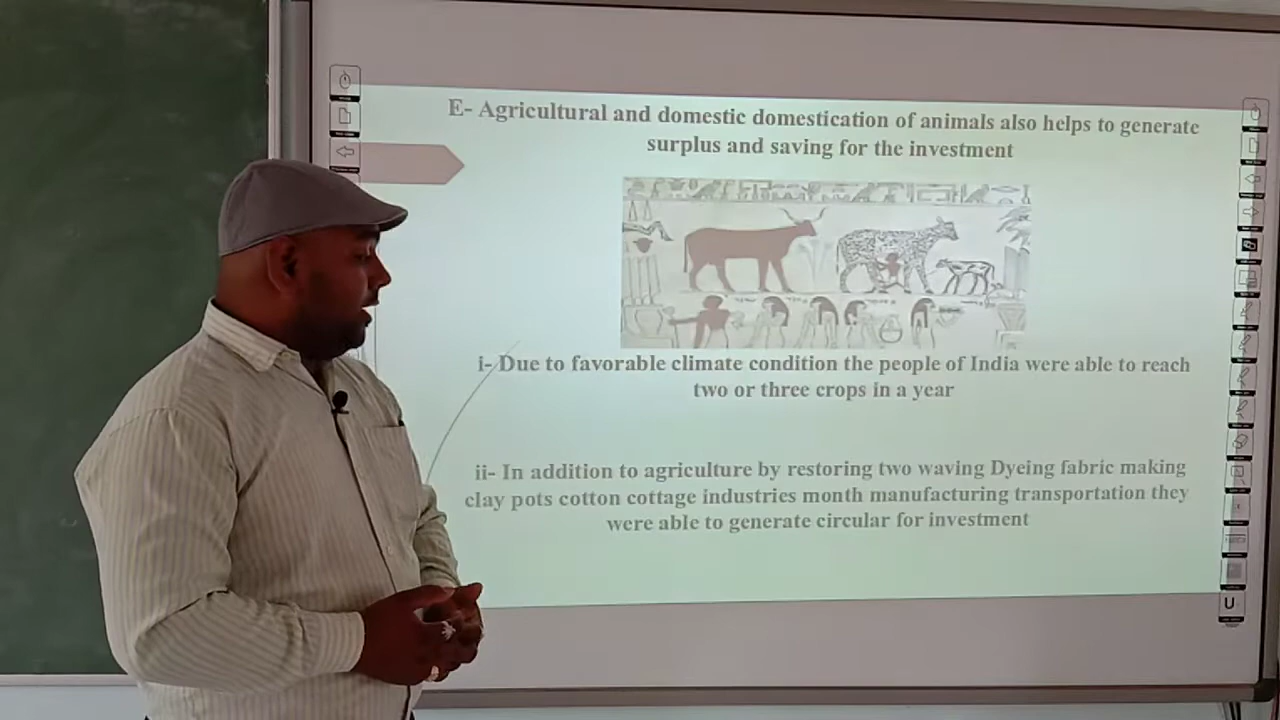 E- Agricultural and domestic domestication of animals also helps to generate
surplus and saving for the investment
i- Due to favorable climate condition the people of India were able to reach
two or three crops in a year
ii- In addition to agriculture by restoring two waving Dyeing fabric making
clay pots cotton cottage industries month manufacturing transportation they
were able to generate circular for investment
U